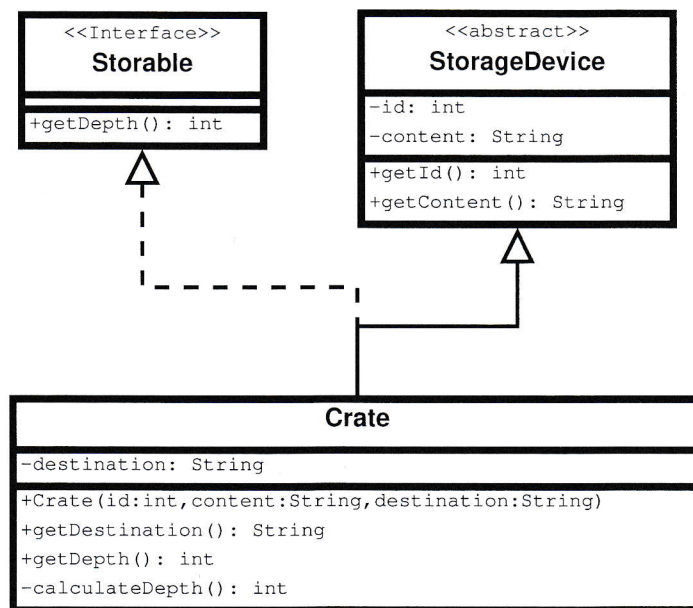 <<Interface>>
Storable
+getDepth(): int
<<abstract>>
StorageDevice
-id: int
-content: String
+getId(): int
+getContent(): String
Crate
-destination: String
+Crate(id:int,content:String,destination:String)
+getDestination(): String
+getDepth(): int
-calculateDepth(): int